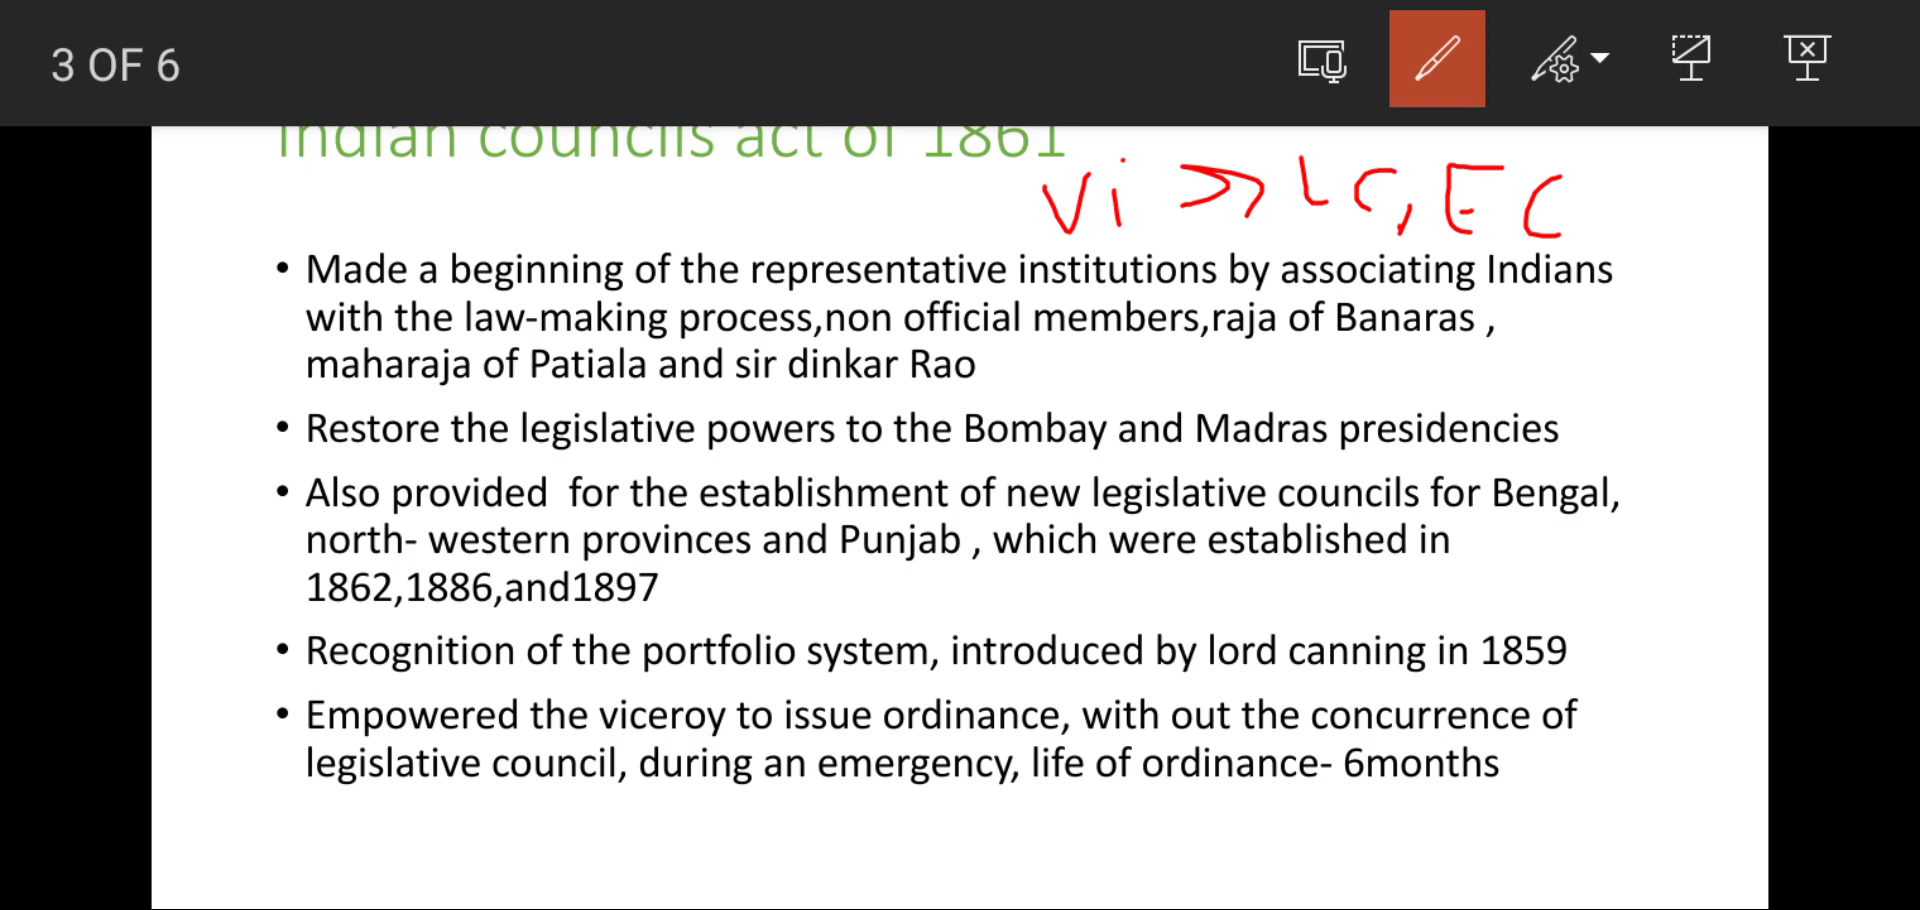 3 OF 6
Indian councils act of 1861
Vi → LC, EC
• Made a beginning of the representative institutions by associating Indians
with the law-making process,non official members,raja of Banaras ,
maharaja of Patiala and sir dinkar Rao
• Restore the legislative powers to the Bombay and Madras presidencies
• Also provided  for the establishment of new legislative councils for Bengal,
north- western provinces and Punjab , which were established in
1862,1886,and1897
• Recognition of the portfolio system, introduced by lord canning in 1859
• Empowered the viceroy to issue ordinance, with out the concurrence of
legislative council, during an emergency, life of ordinance- 6months